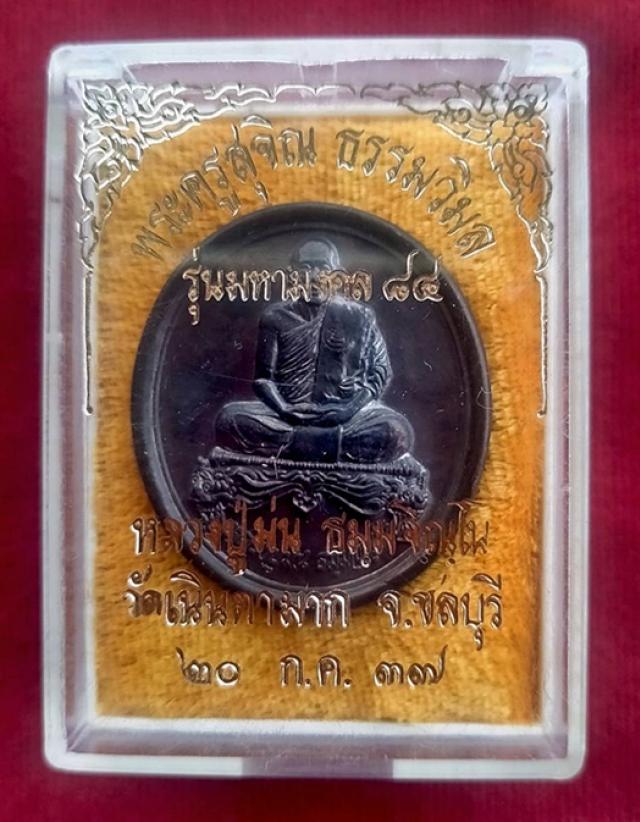 พระครูสุจิณ ธรรมวิมล
รุ่นมหามงคล ๘๔
หลวงปู่ม่น ธมฺมจิณฺโณ
วัดเนินตามาก จ.ชลบุรี
๒๐ ก.ค. ๓๗